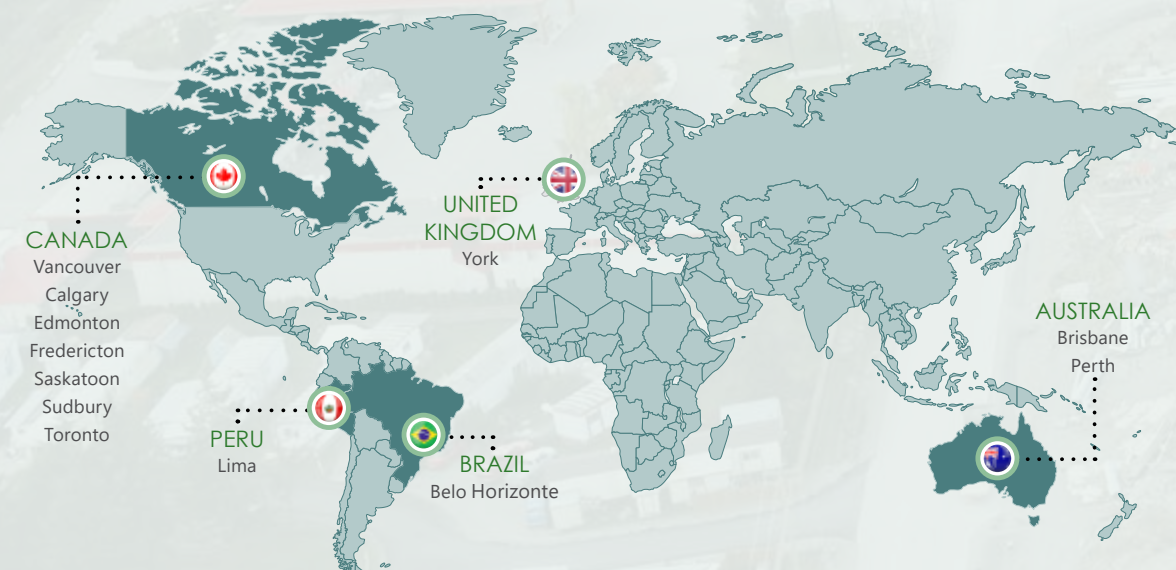 CANADA
Vancouver
Calgary
Edmonton
Fredericton
Saskatoon
Sudbury
Toronto
PERU
Lima
BRAZIL
Belo Horizonte
UNITED
KINGDOM
York
AUSTRALIA
Brisbane
Perth